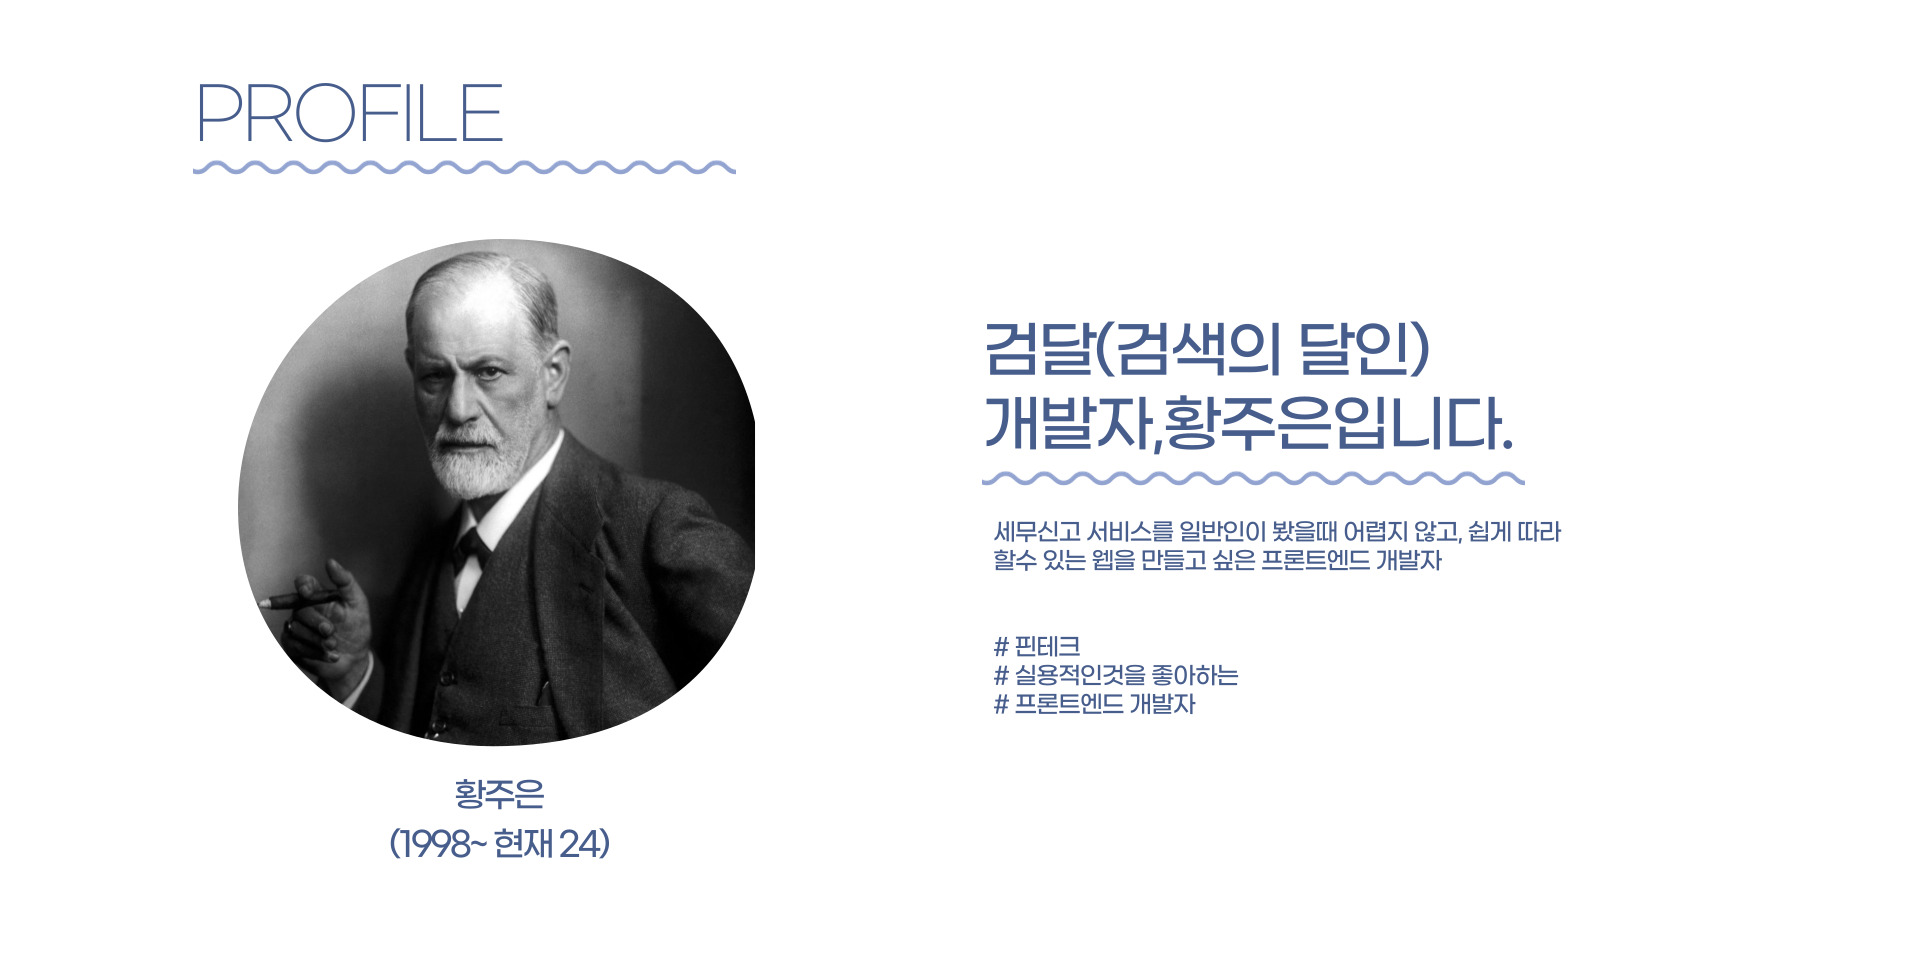 PROFILE
황주은
(1998~ 현재 24)
검달(검색의 달인)
개발자,황주은입니다.
세무신고 서비스를 일반인이 봤을때 어렵지 않고, 쉽게 따라
할수 있는 웹을 만들고 싶은 프론트엔드 개발자
# 핀테크
# 실용적인것을 좋아하는
# 프론트엔드 개발자